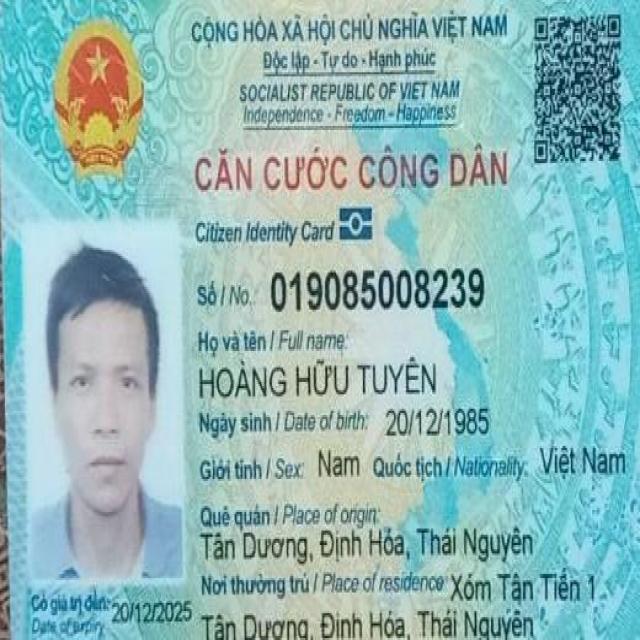 CỘNG HÒA XÃ HỘI CHỦ NGHĨA VIỆT NAM
Độc lập - Tự do - Hạnh phúc
SOCIALIST REPUBLIC OF VIET NAM
Independence - Freedom - Happiness
CĂN CƯỚC CÔNG DÂN
Citizen Identity Card
Số / No.: 019085008239
Họ và tên / Full name:
HOÀNG HỮU TUYÊN
Ngày sinh / Date of birth: 20/12/1985
Giới tính / Sex: Nam Quốc tịch / Nationality: Việt Nam
Quê quán / Place of origin:
Tân Dương, Định Hóa, Thái Nguyên
Nơi thường trú / Place of residence: Xóm Tân Tiến 1
Tân Dương, Định Hóa, Thái Nguyên
Có giá trị đến: 20/12/2025
Date of expiry